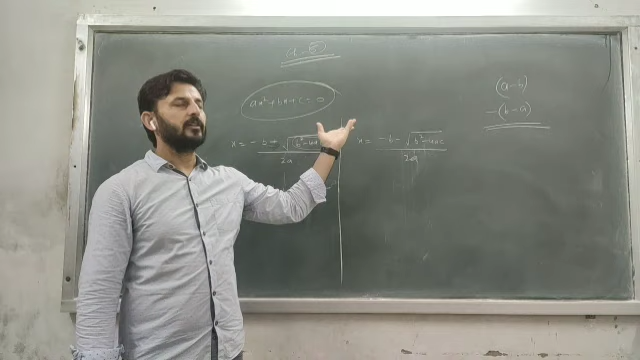 ax²+bx+c=0
x = -b + √b²-4ac
2a
x = -b - √b²-4ac
2a
(a-b)
-(b-a)